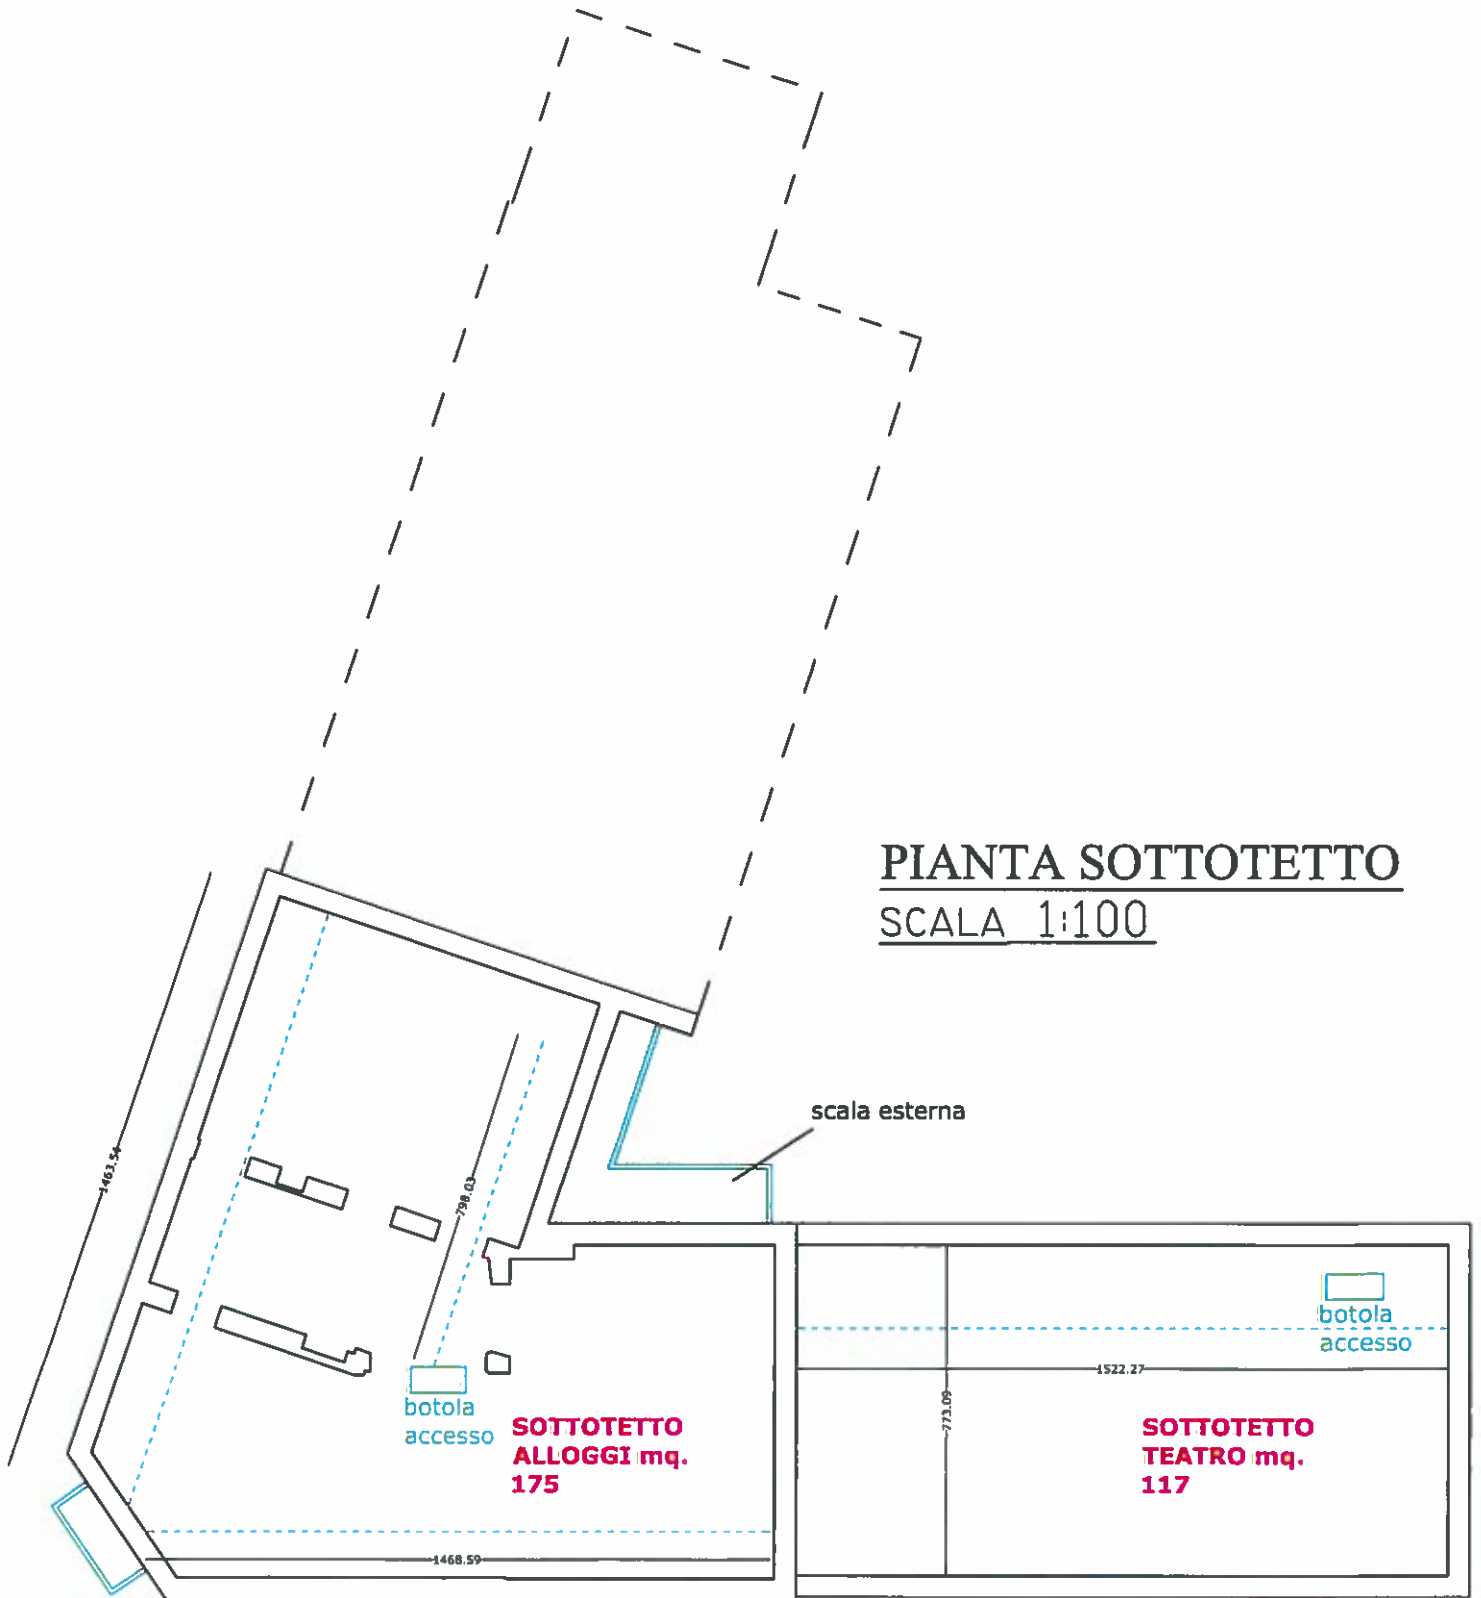 PIANTA SOTTOTETTO
SCALA 1:100
scala esterna
1463.54
798.03
botola
accesso
1522.27
773.09
botola
accesso
SOTTOTETTO
ALLOGGI mq.
175
SOTTOTETTO
TEATRO mq.
117
1468.59